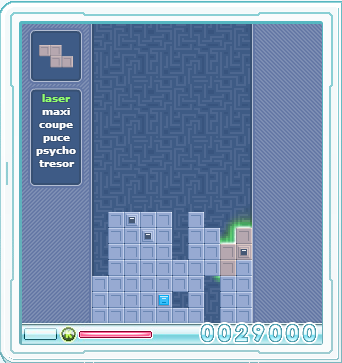 laser
maxi
coupe
puce
psycho
tresor
0029000